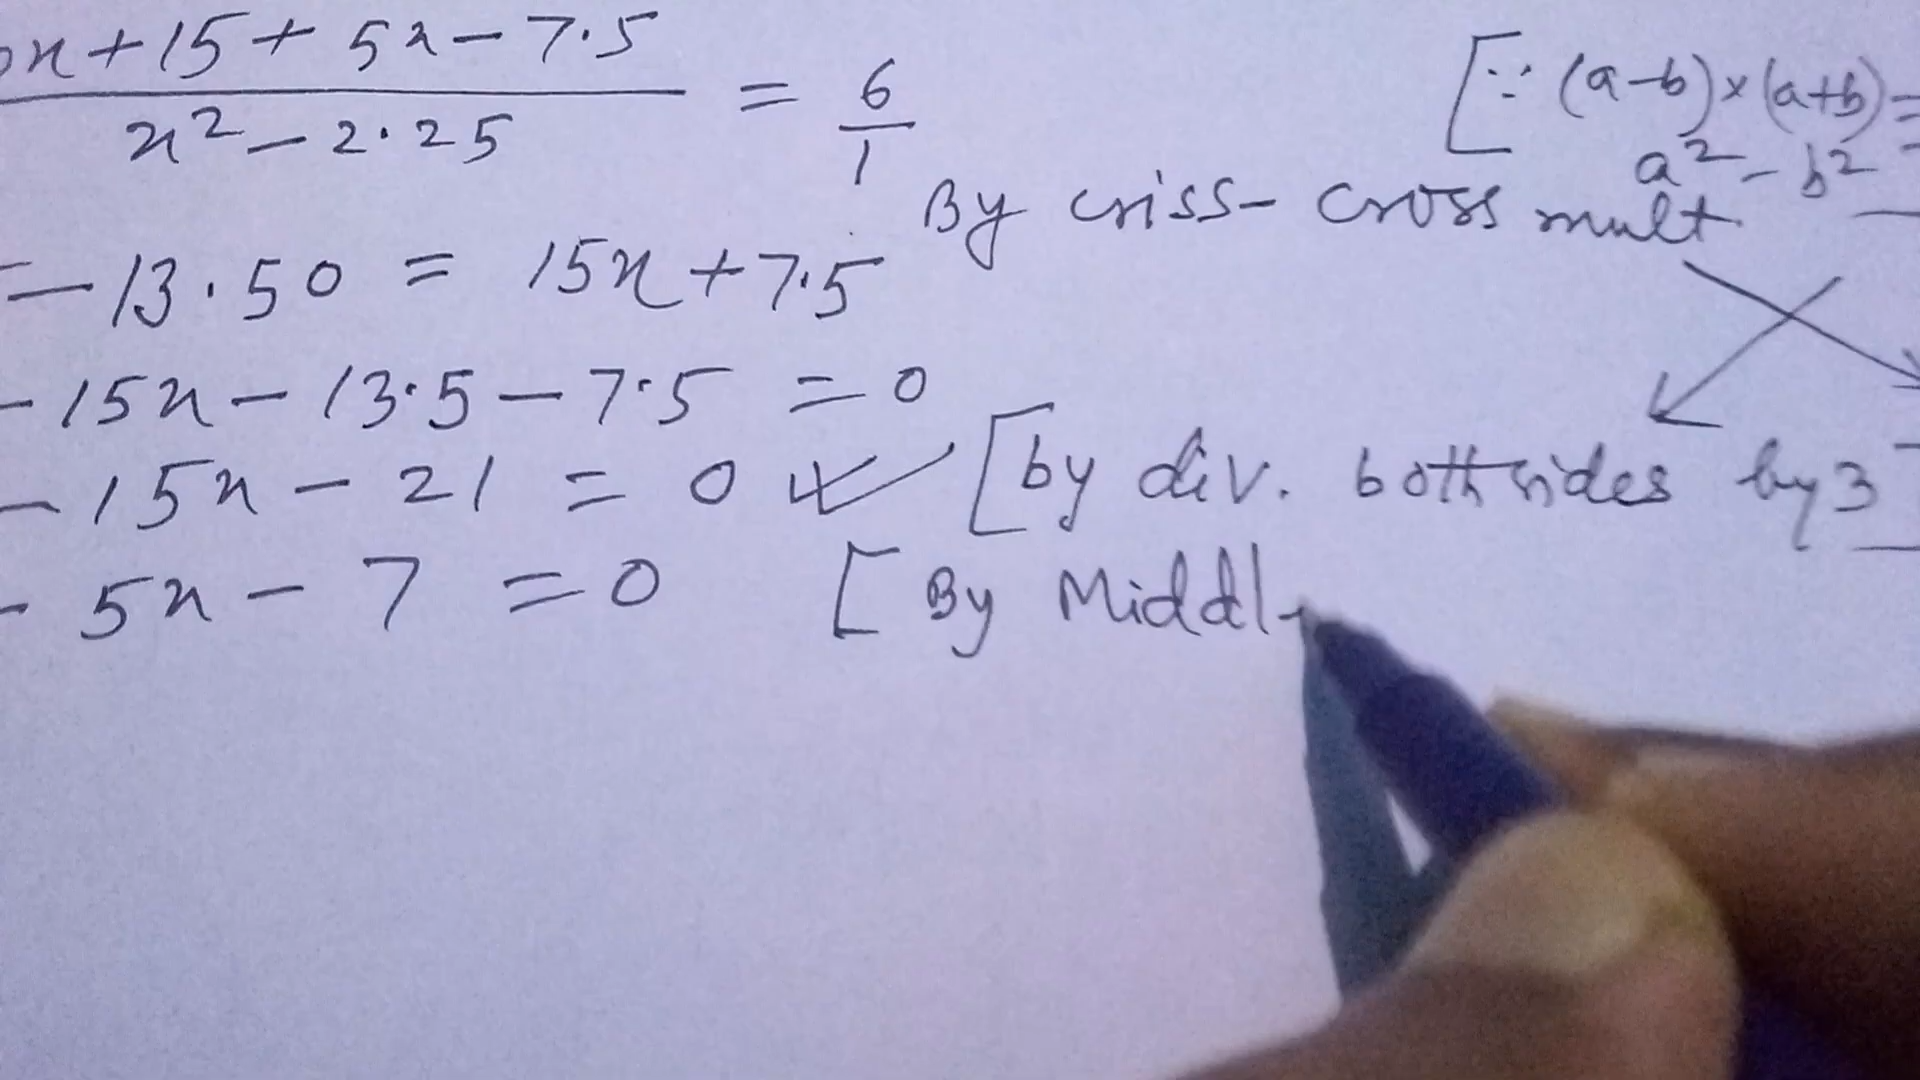 x + 15 + 5x - 7.5
x² - 2.25
= 6
1
[∵ (a-b)×(a+b)=
a² - b²
By criss-cross mult
- 13.50 = 15x + 7.5
- 15x - 13.5 - 7.5 = 0
- 15x - 21 = 0 [by div. both sides by 3]
- 5x - 7 = 0 [By Middl